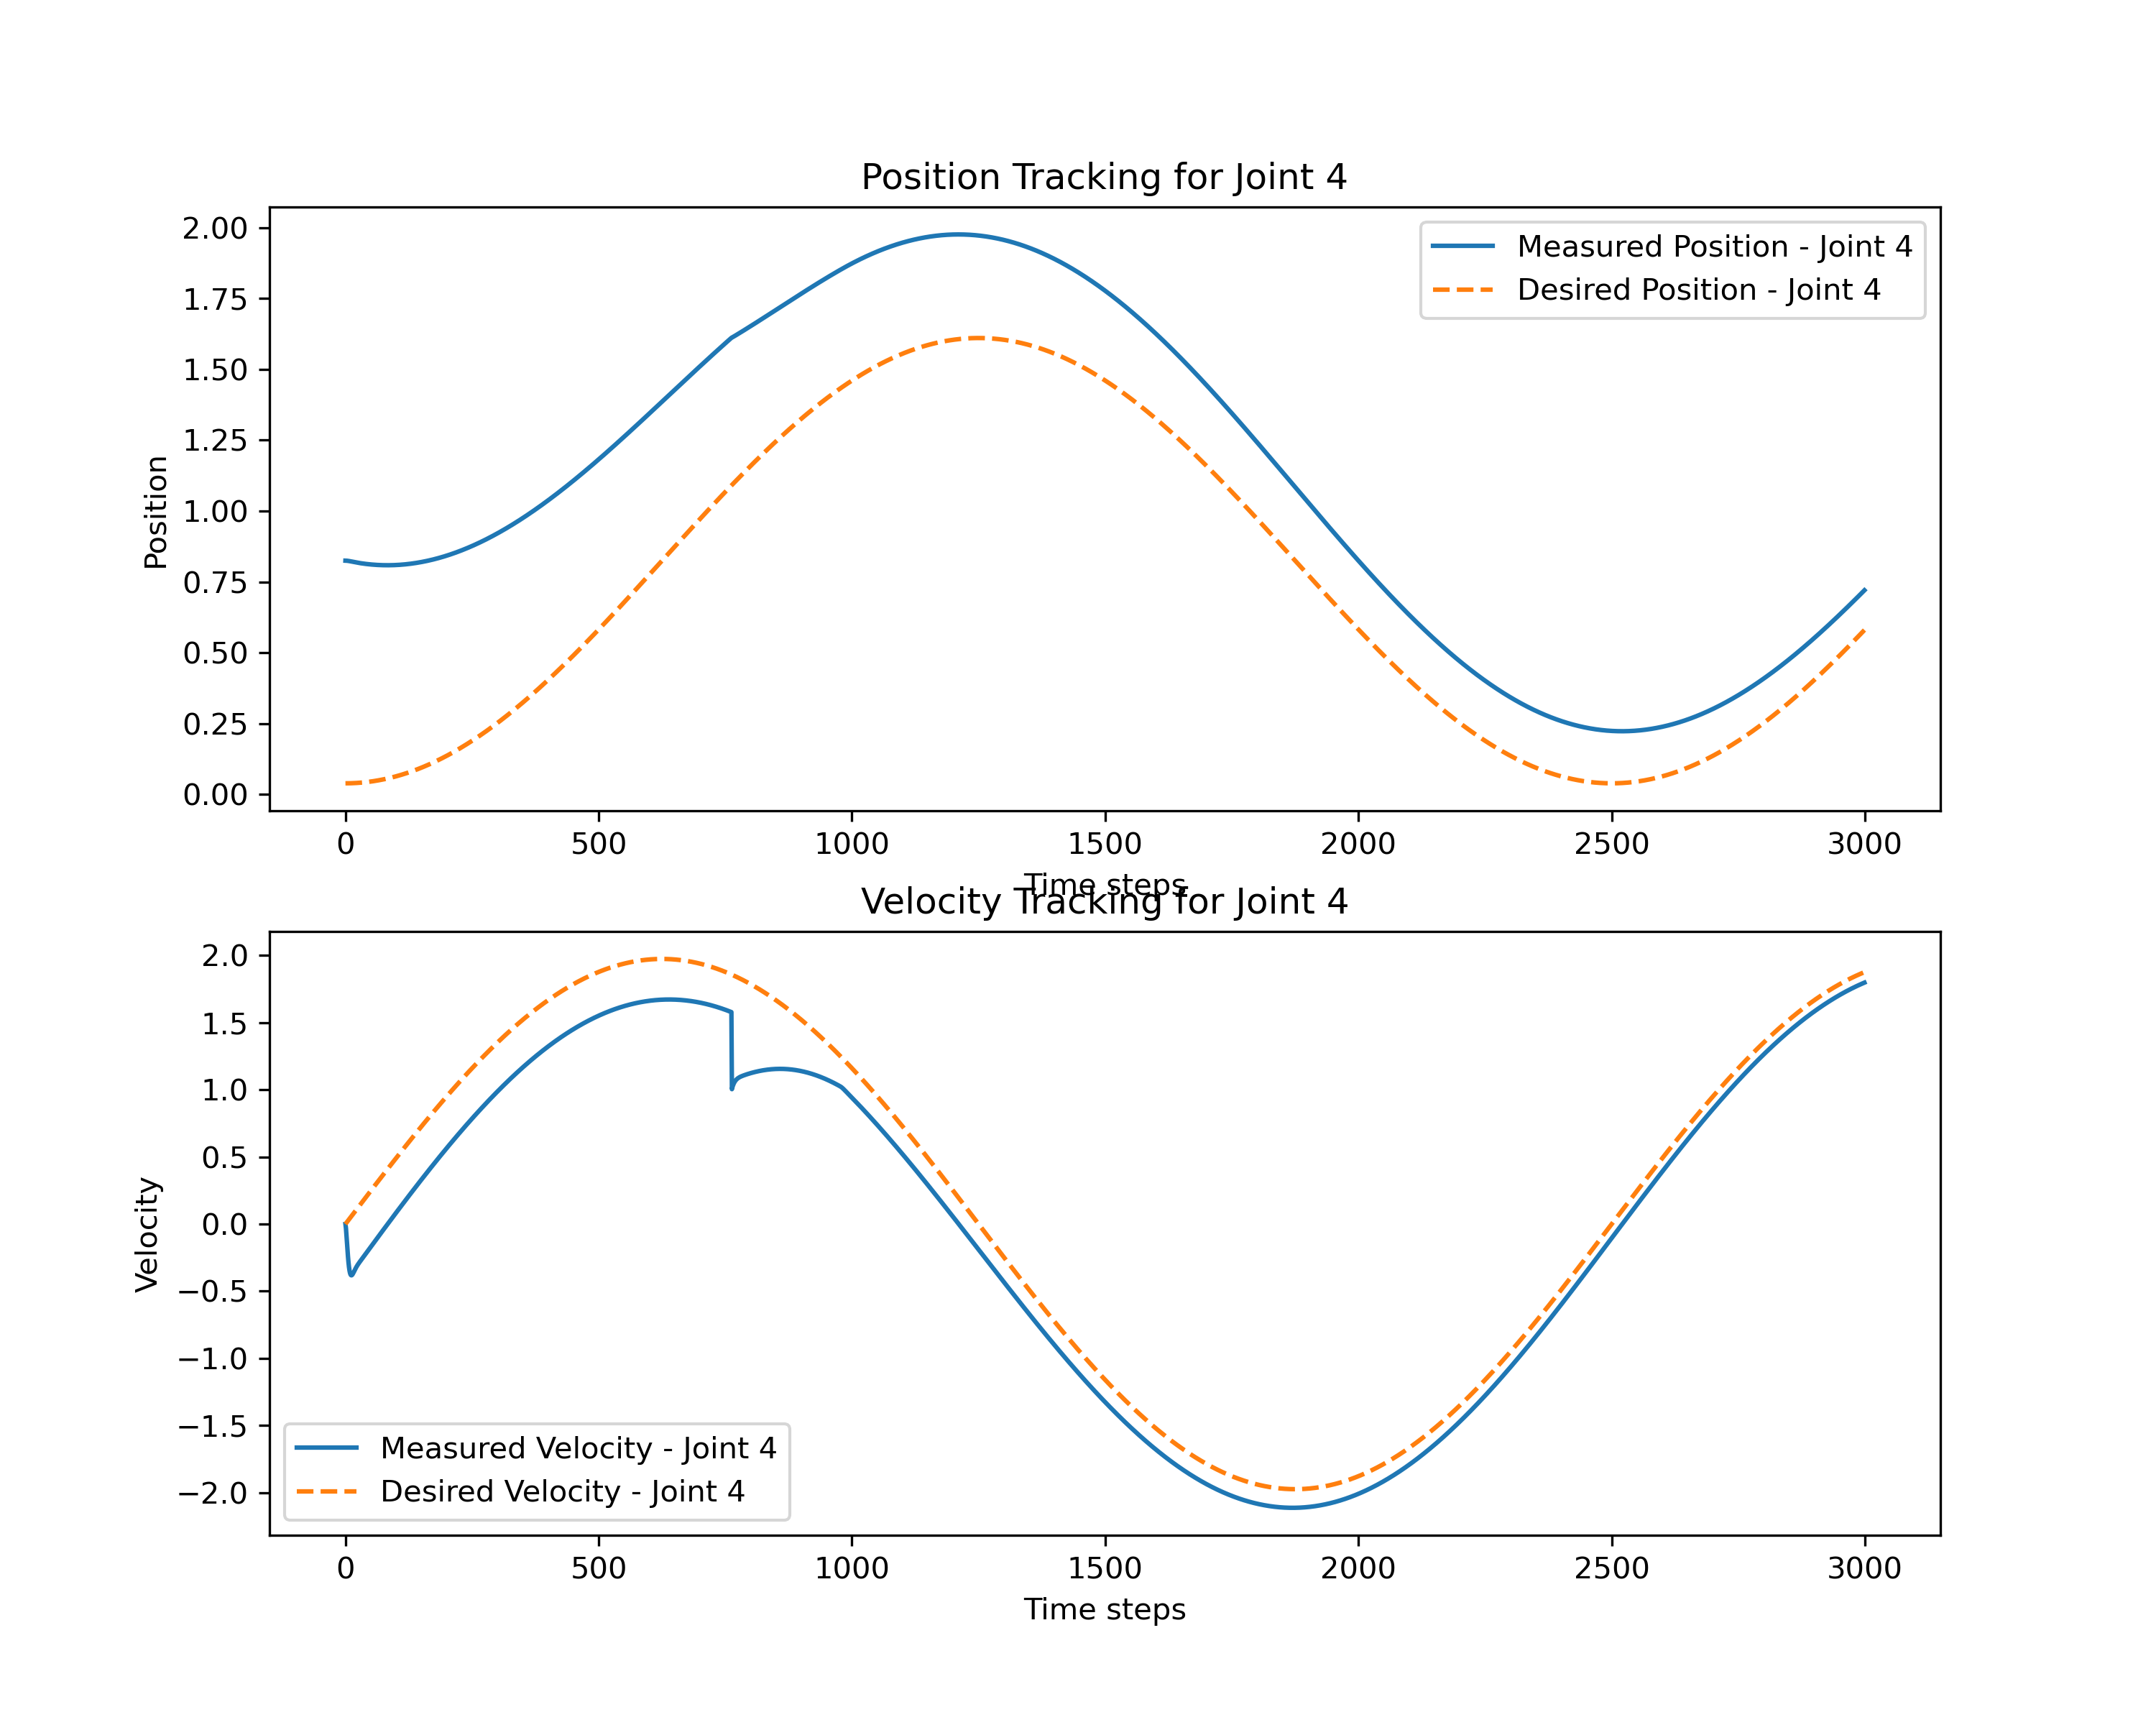 Position Tracking for Joint 4
2.00
1.75
1.50
1.25
1.00
0.75
0.50
0.25
0.00
Position
Measured Position - Joint 4
Desired Position - Joint 4
0 500 1000 1500 2000 2500 3000
Time steps
Velocity Tracking for Joint 4
2.0
1.5
1.0
0.5
0.0
−0.5
−1.0
−1.5
−2.0
Velocity
Measured Velocity - Joint 4
Desired Velocity - Joint 4
0 500 1000 1500 2000 2500 3000
Time steps